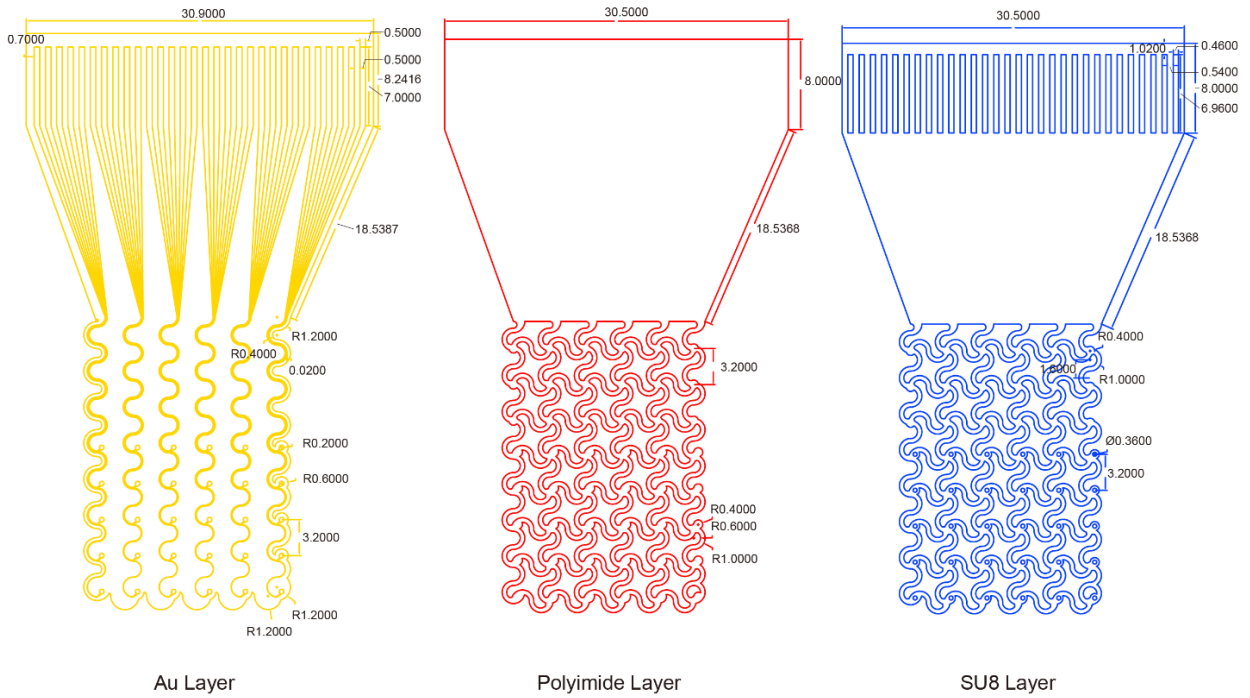 30.9000
0.7000
0.5000
0.5000
8.2416
7.0000
18.5387
R1.2000
R0.4000
0.0200
R0.2000
R0.6000
3.2000
R1.2000
R1.2000
Au Layer
30.5000
8.0000
18.5368
3.2000
R0.4000
R0.6000
R1.0000
Polyimide Layer
30.5000
1.0200
0.4600
0.5400
8.0000
6.9600
18.5368
R0.4000
1.6000
R1.0000
Ø0.3600
3.2000
SU8 Layer